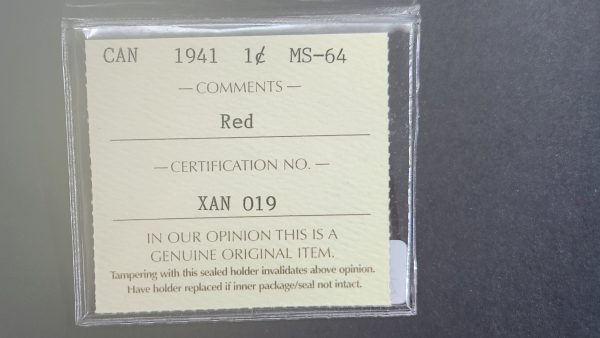 CAN 1941 1¢ MS-64
— COMMENTS —
Red
— CERTIFICATION NO. —
XAN 019
IN OUR OPINION THIS IS A
GENUINE ORIGINAL ITEM.
Tampering with this sealed holder invalidates above opinion.
Have holder replaced if inner package/seal not intact.